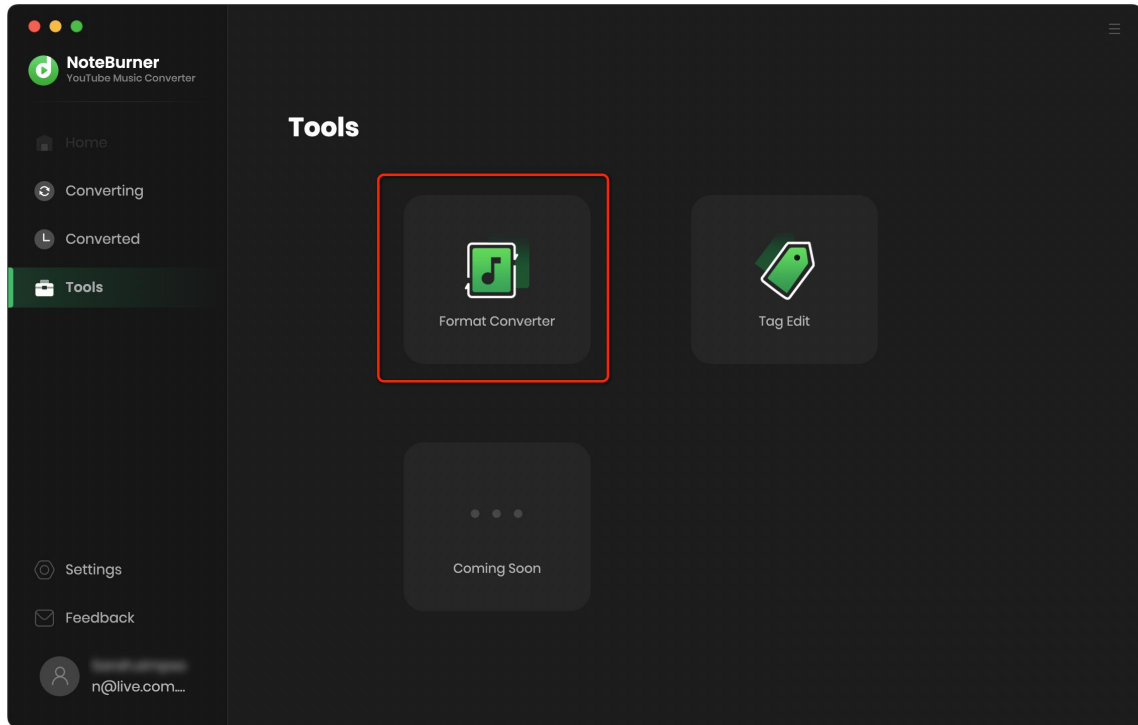 NoteBurner
YouTube Music Converter
Home
Converting
Converted
Tools
Settings
Feedback
n@live.com....
Tools
Format Converter
Tag Edit
Coming Soon